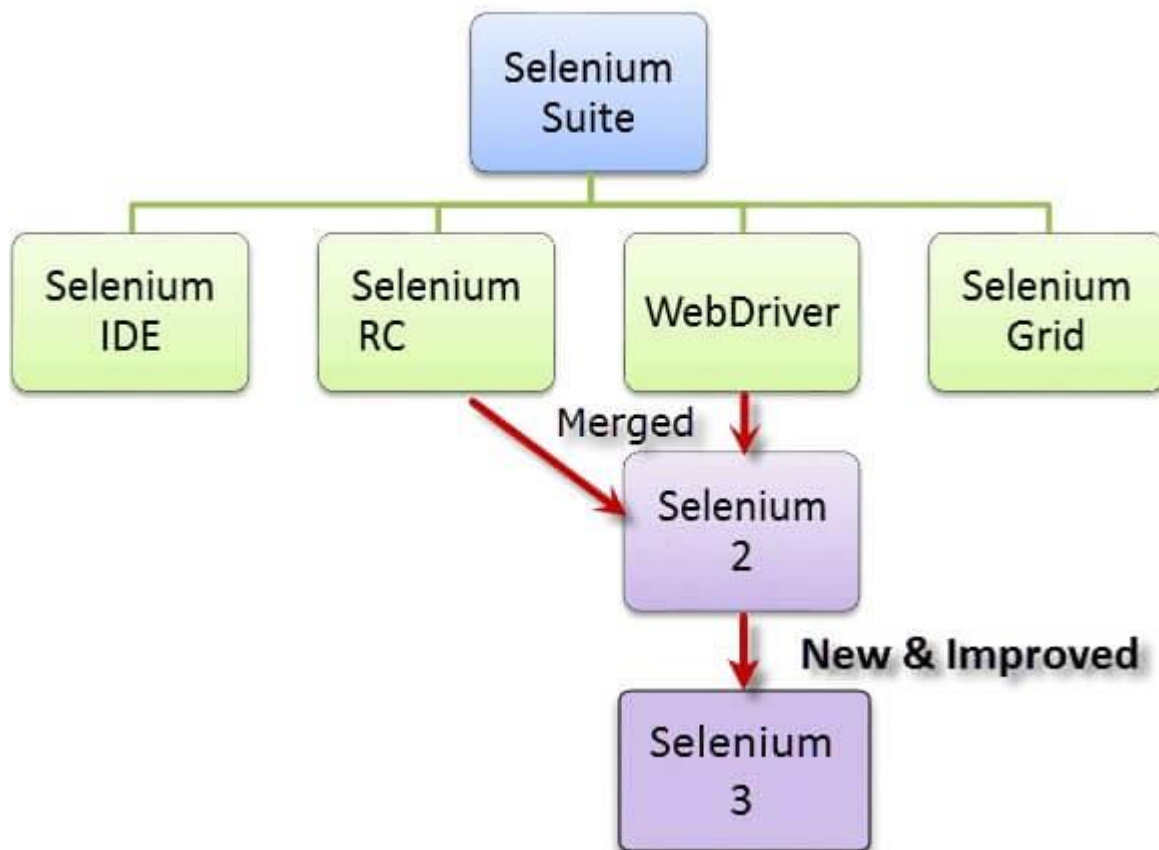 Selenium
Suite
Selenium
IDE
Selenium
RC
WebDriver
Selenium
Grid
Merged
Selenium
2
New & Improved
Selenium
3